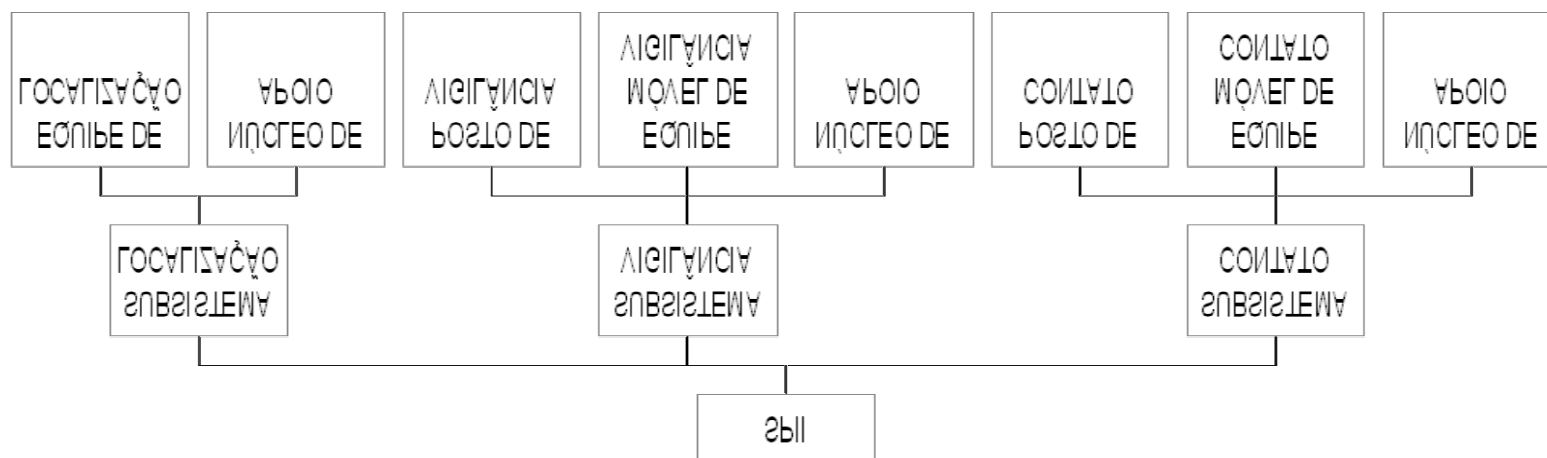 SPII
SUBSISTEMA
LOCALIZAÇÃO
SUBSISTEMA
VIGILÂNCIA
SUBSISTEMA
CONTATO
EQUIPE DE
LOCALIZAÇÃO
NÚCLEO DE
APOIO
POSTO DE
VIGILÂNCIA
EQUIPE
MÓVEL DE
VIGILÂNCIA
NÚCLEO DE
APOIO
POSTO DE
CONTATO
EQUIPE
MÓVEL DE
CONTATO
NÚCLEO DE
APOIO